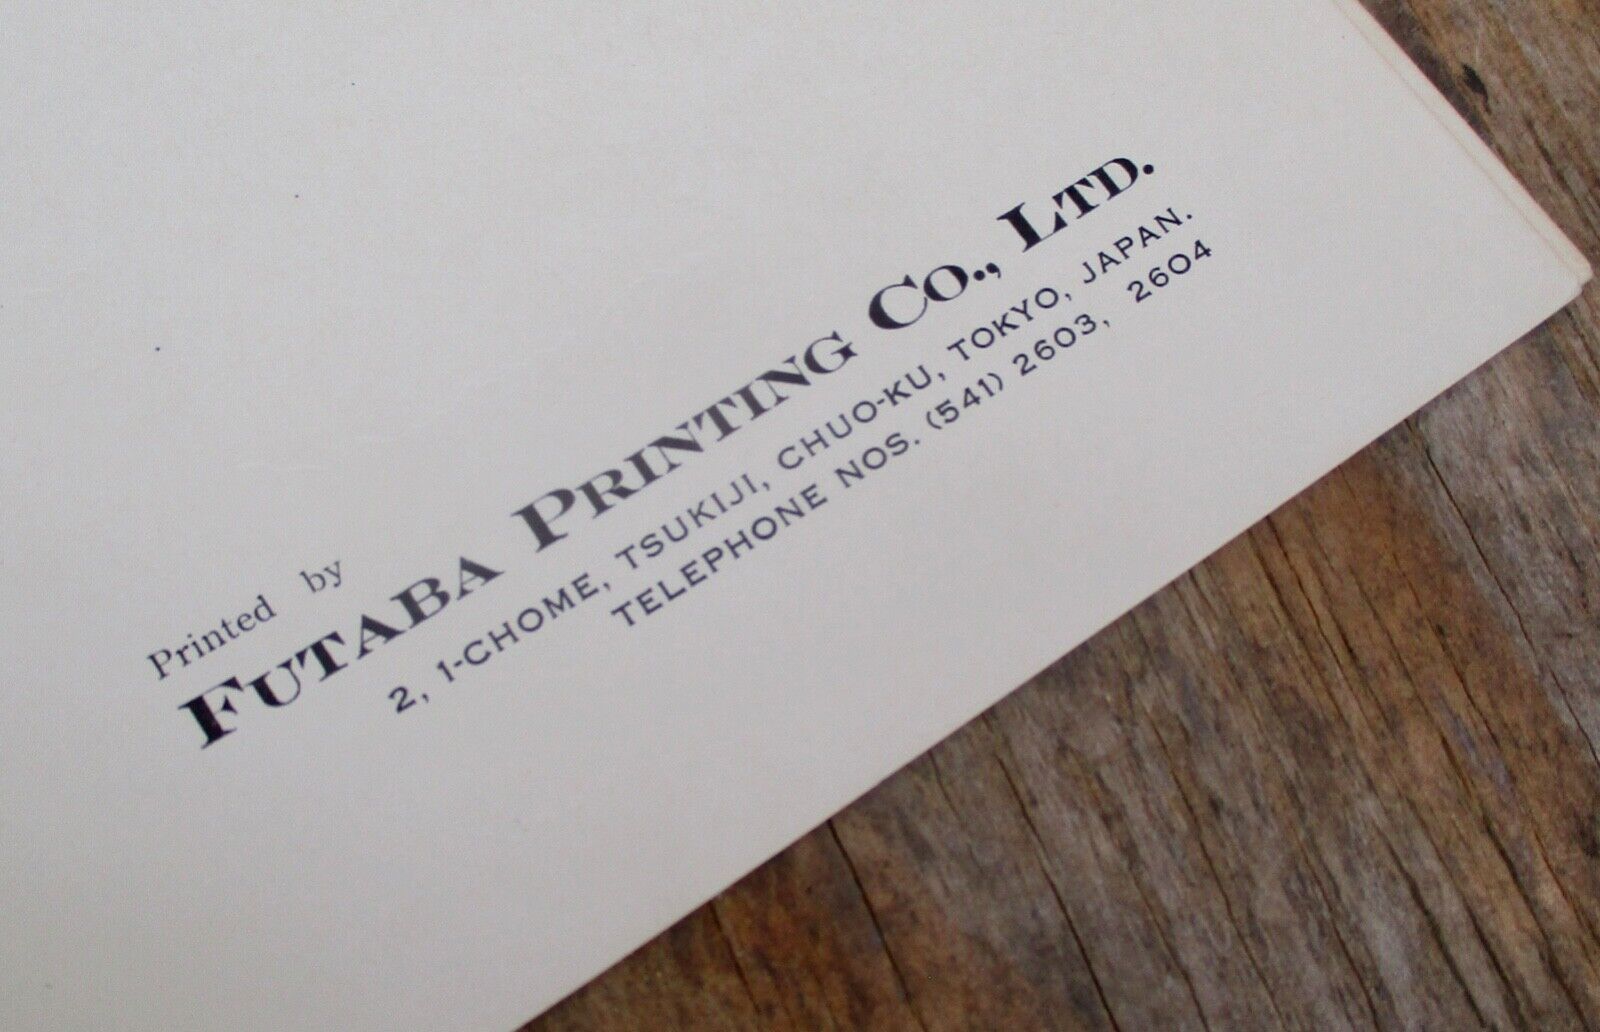 Printed by
FUTABA PRINTING CO., LTD.
2, 1-CHOME, TSUKIJI, CHUO-KU, TOKYO, JAPAN.
TELEPHONE NOS. (541) 2603, 2604